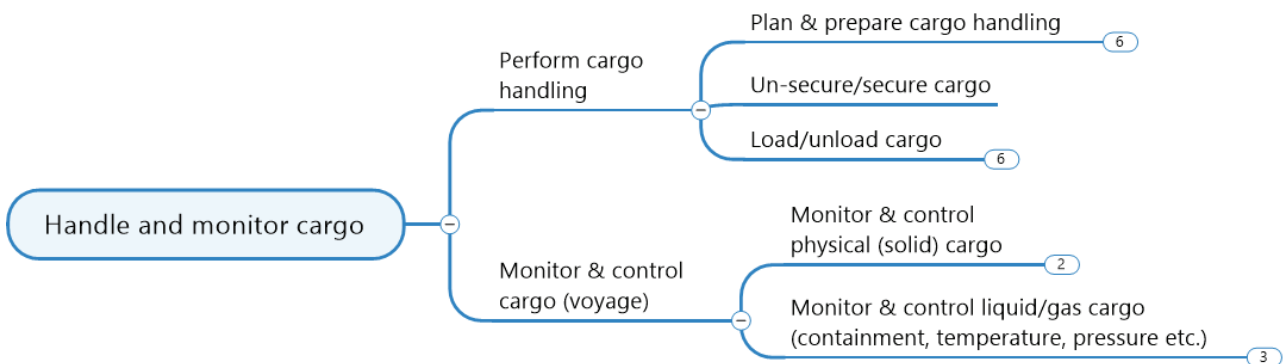 Plan & prepare cargo handling
6
Perform cargo
handling
Un-secure/secure cargo
Load/unload cargo
6
Handle and monitor cargo
Monitor & control
physical (solid) cargo
2
Monitor & control
cargo (voyage)
Monitor & control liquid/gas cargo
(containment, temperature, pressure etc.)
3